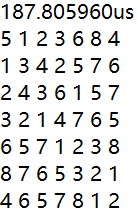 187.805960us
5 1 2 3 6 8 4
1 3 4 2 5 7 6
2 4 3 6 1 5 7
3 2 1 4 7 6 5
6 5 7 1 2 3 8
8 7 6 5 3 2 1
4 6 5 7 8 1 2